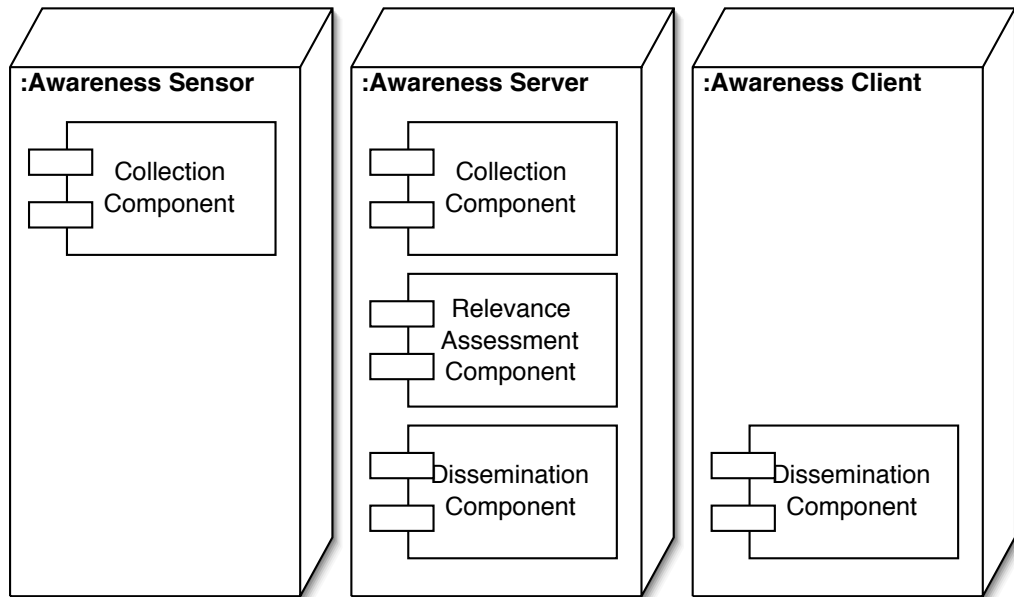 :Awareness Sensor
Collection
Component
:Awareness Server
Collection
Component
Relevance
Assessment
Component
Dissemination
Component
:Awareness Client
Dissemination
Component